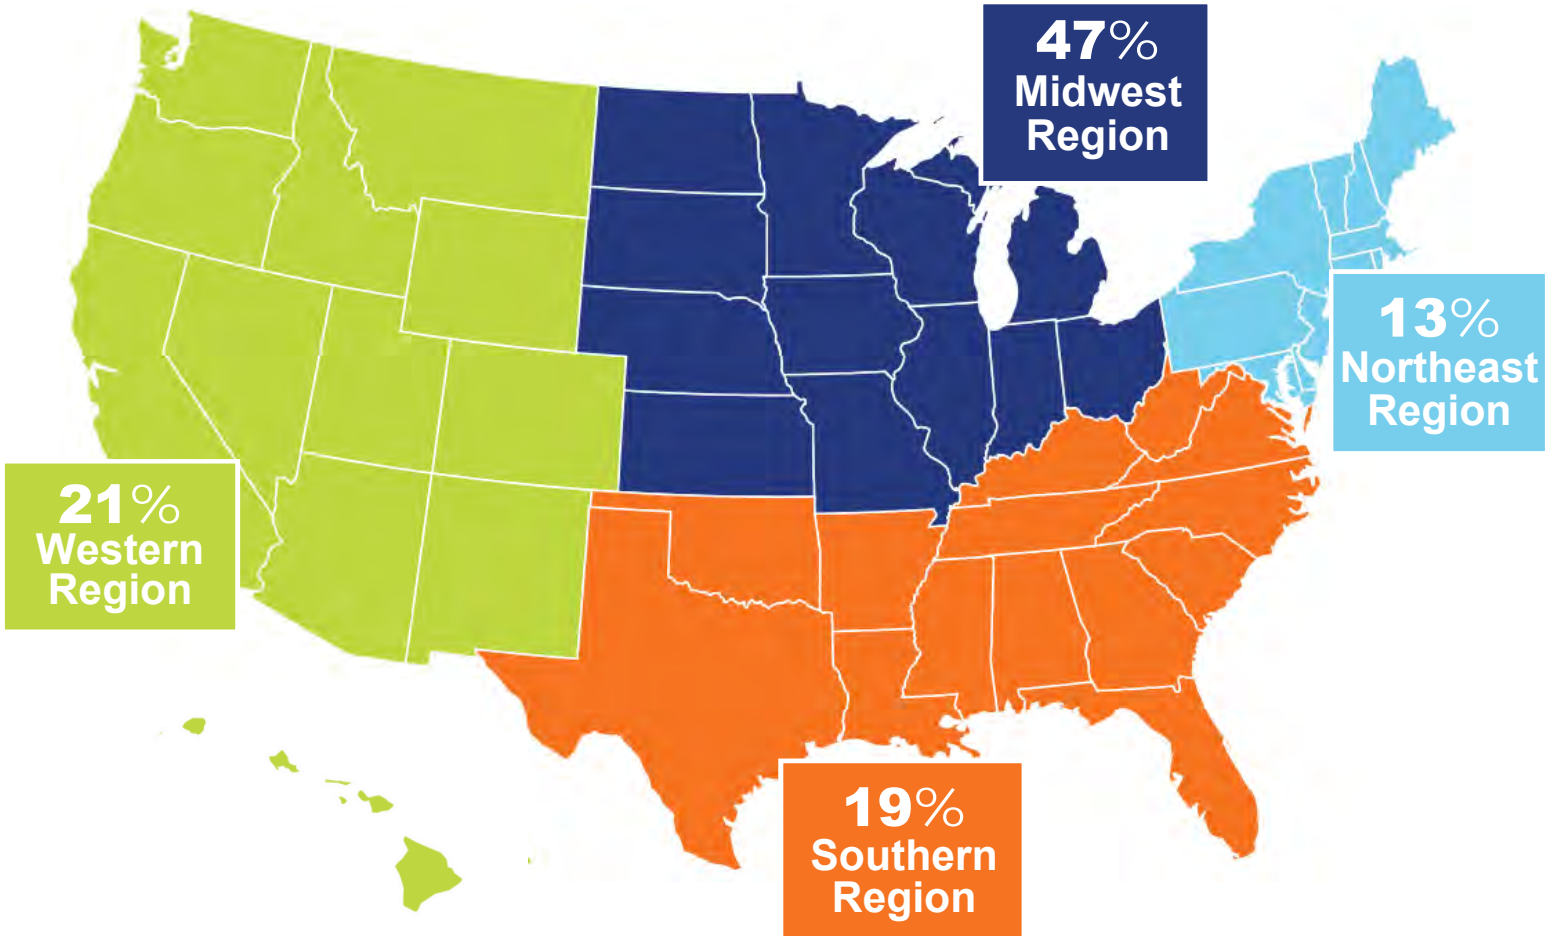 47%
Midwest
Region
13%
Northeast
Region
21%
Western
Region
19%
Southern
Region